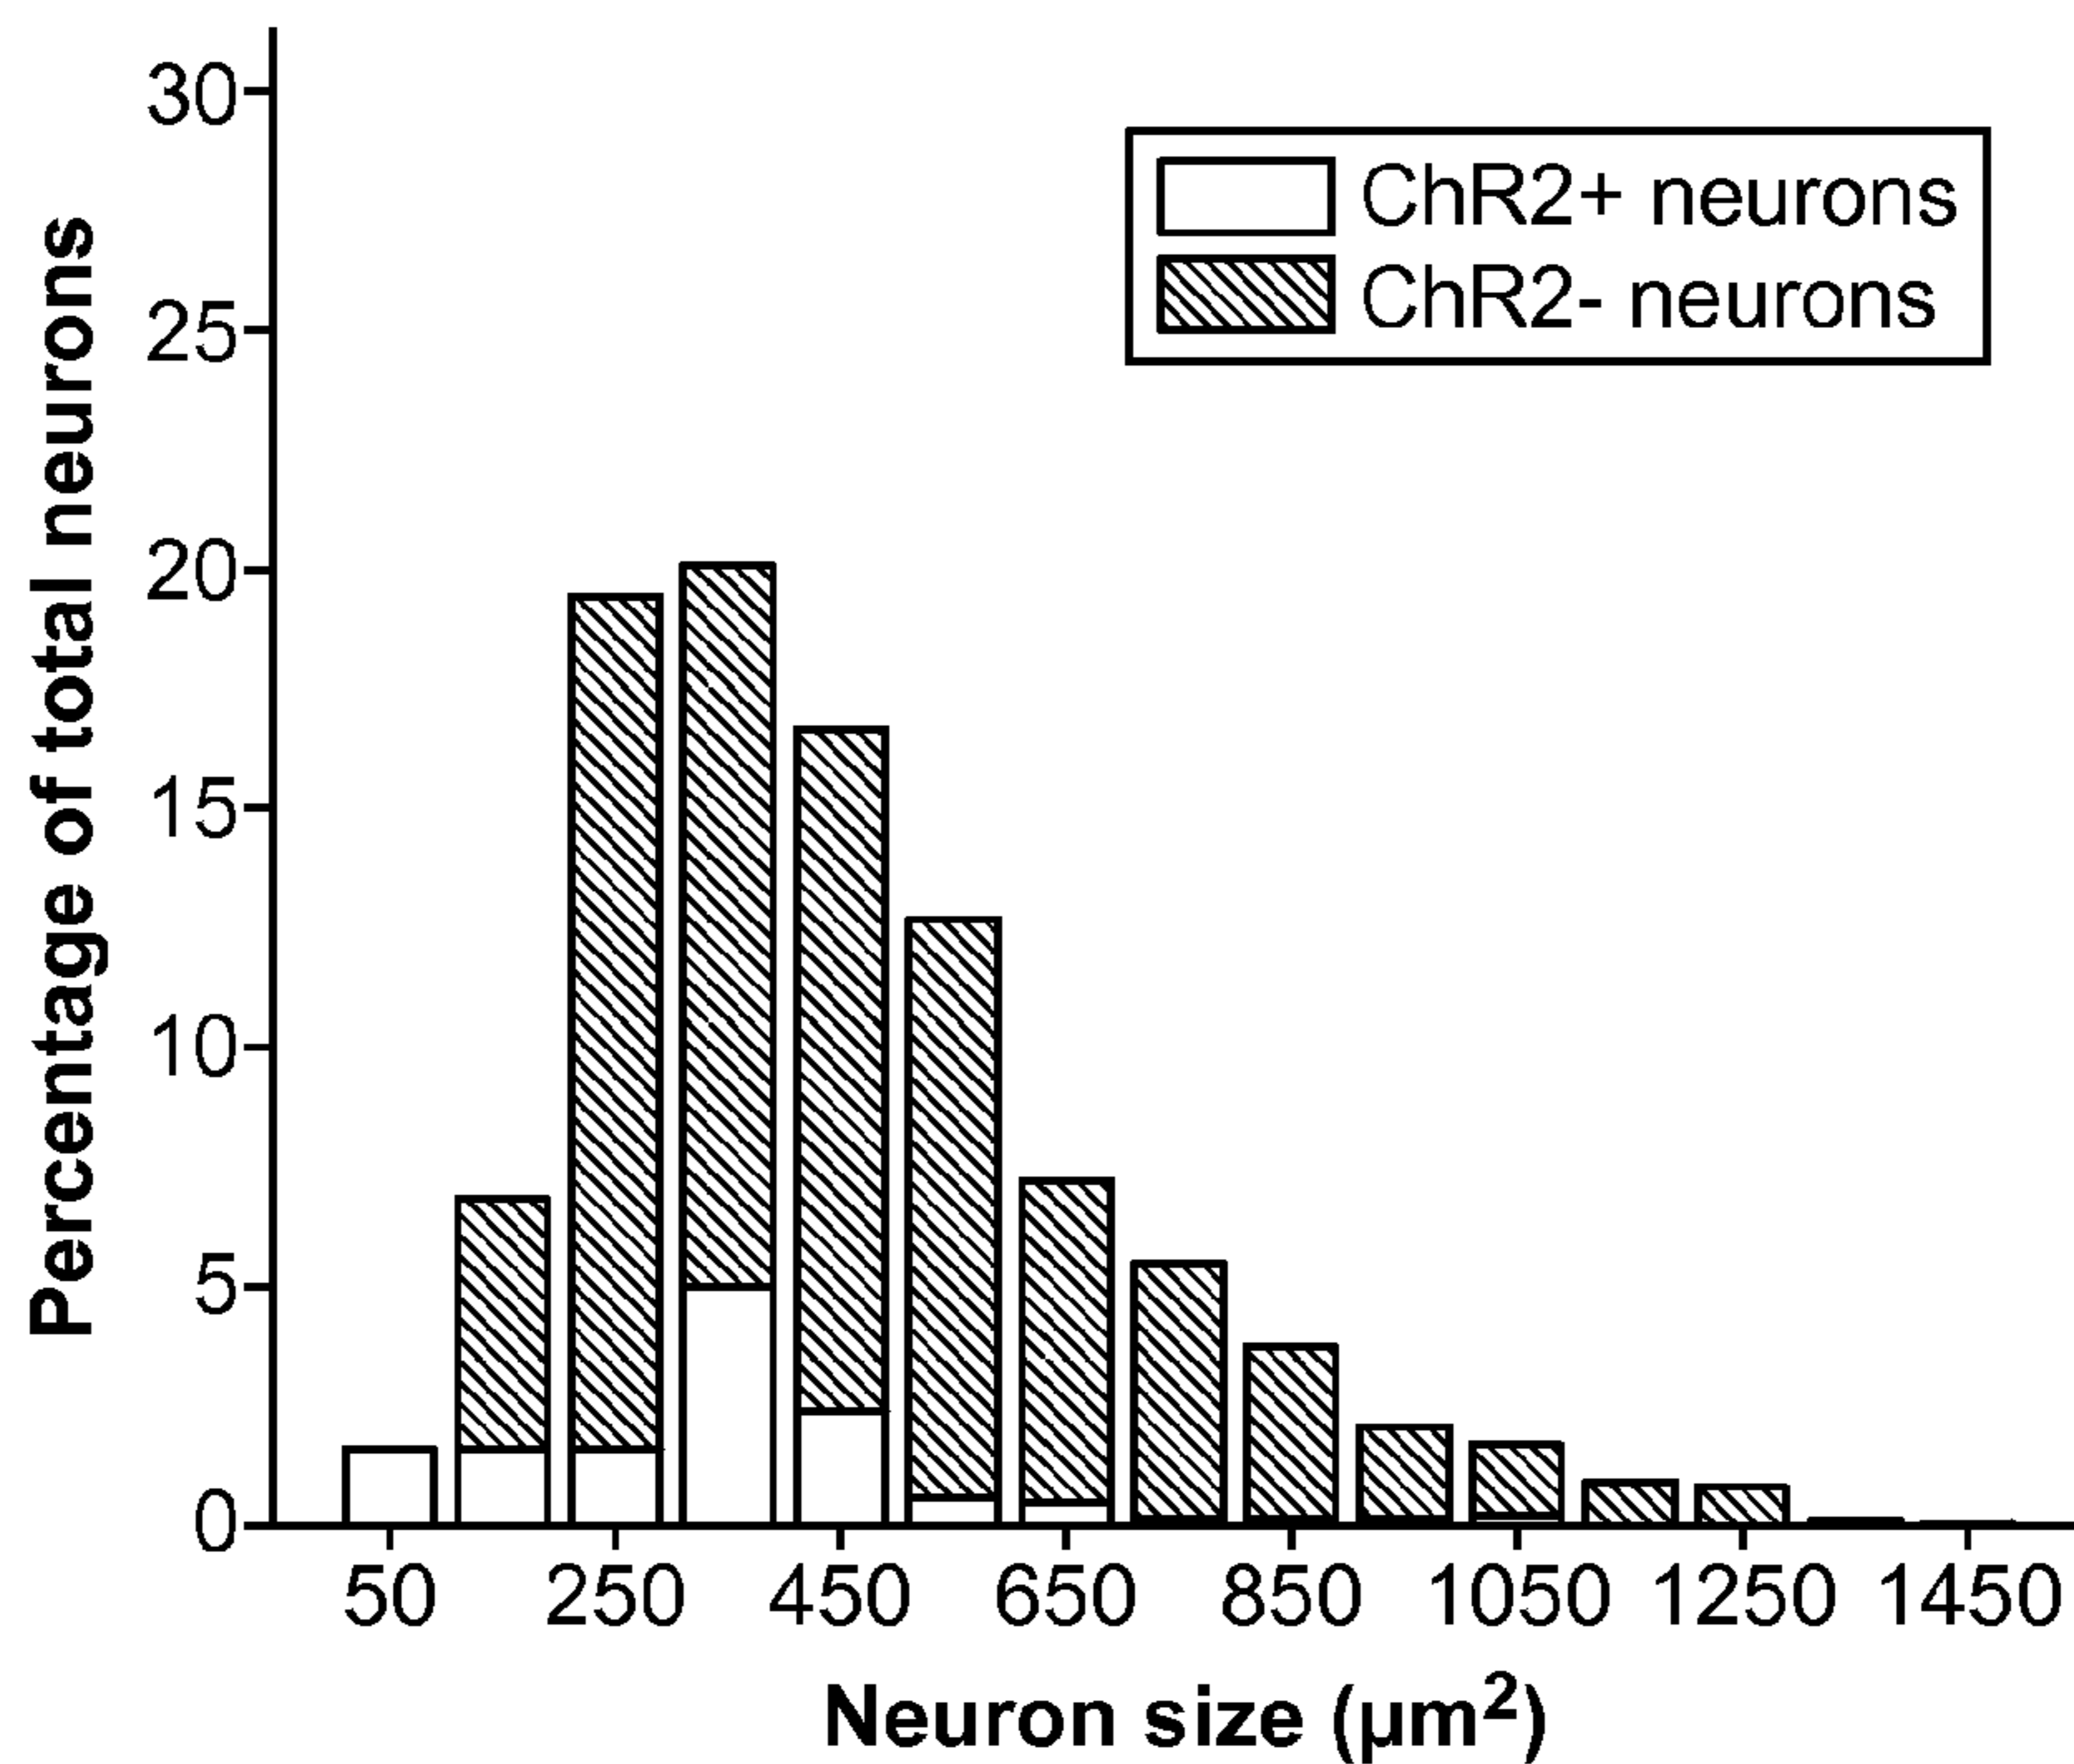 30
25
20
15
10
5
0
Percentage of total neurons
ChR2+ neurons
ChR2- neurons
50 250 450 650 850 1050 1250 1450
Neuron size (µm²)